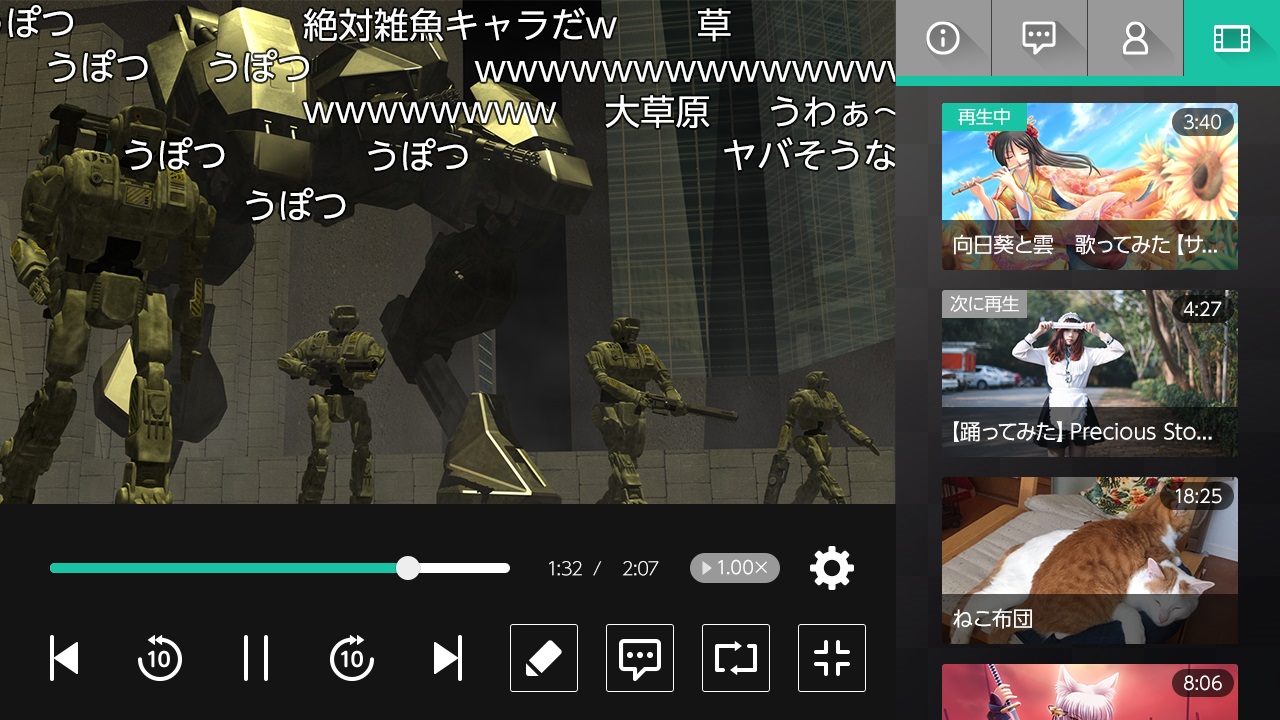 うぽつ
絶対雑魚キャラだw
草
うぽつ
うぽつ
wwwwwwwwwwwwwwww
wwwwwwwww
大草原
うわぁ～
うぽつ
うぽつ
ヤバそうな
うぽつ
1:32 / 2:07
1.00×
10
10
再生中
3:40
向日葵と雲　歌ってみた【サ...
次に再生
4:27
【踊ってみた】Precious Sto...
18:25
ねこ布団
8:06